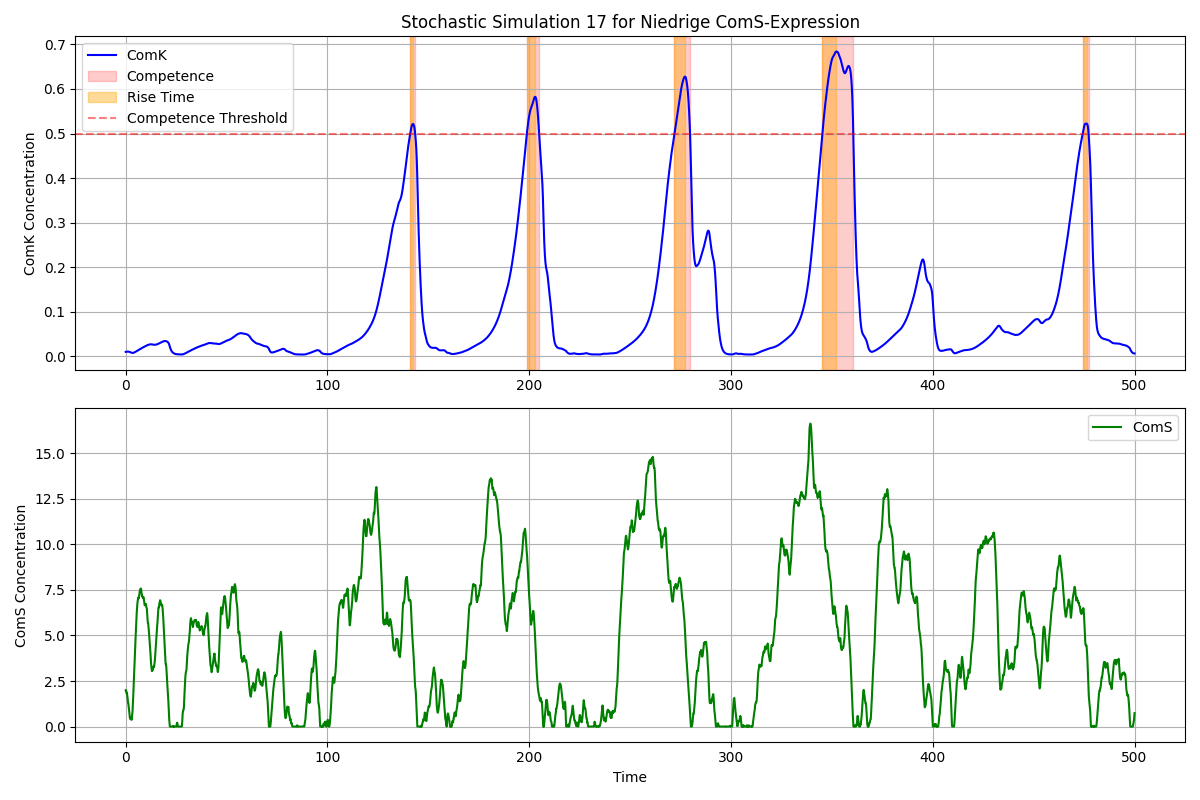 Stochastic Simulation 17 for Niedrige ComS-Expression
0.7
0.6
0.5
0.4
0.3
0.2
0.1
0.0
ComK Concentration
ComK
Competence
Rise Time
Competence Threshold
0 100 200 300 400 500
15.0
12.5
10.0
7.5
5.0
2.5
0.0
ComS Concentration
ComS
0 100 200 300 400 500
Time